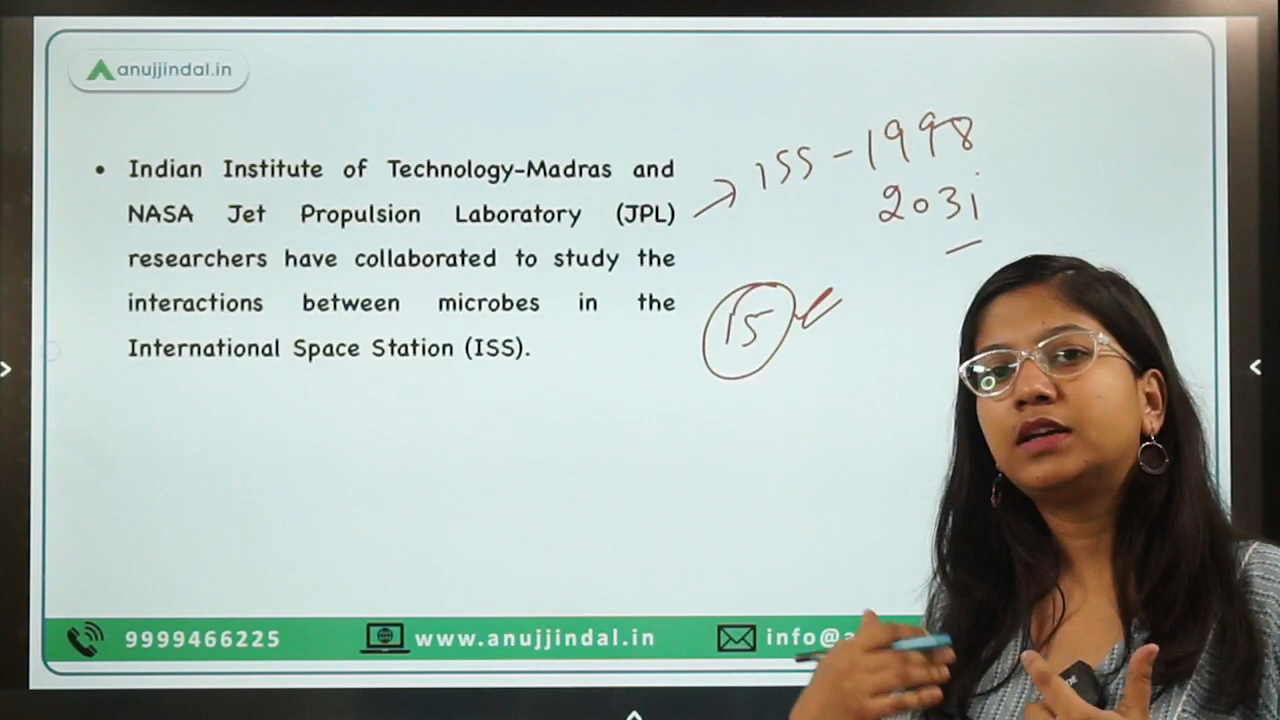 anujjindal.in
• Indian Institute of Technology-Madras and
NASA Jet Propulsion Laboratory (JPL)
researchers have collaborated to study the
interactions between microbes in the
International Space Station (ISS).
ISS - 1998
2031
15
9999466225
www.anujjindal.in
info@a